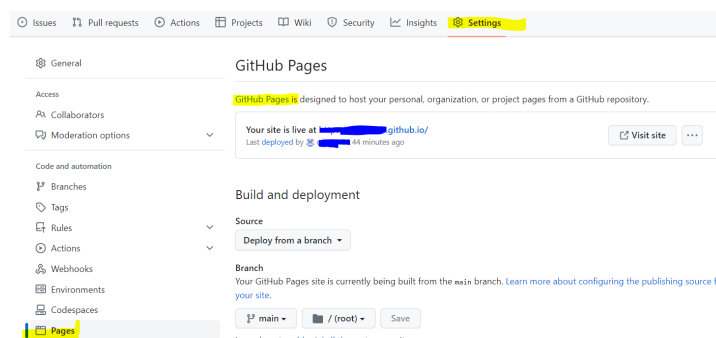 Issues Pull requests Actions Projects Wiki Security Insights Settings
General
Access
Collaborators
Moderation options
Code and automation
Branches
Tags
Rules
Actions
Webhooks
Environments
Codespaces
Pages
GitHub Pages
GitHub Pages is designed to host your personal, organization, or project pages from a GitHub repository.
Your site is live at .github.io/
Last deployed by 44 minutes ago
Visit site
Build and deployment
Source
Deploy from a branch
Branch
Your GitHub Pages site is currently being built from the main branch. Learn more about configuring the publishing source
your site.
main / (root) Save